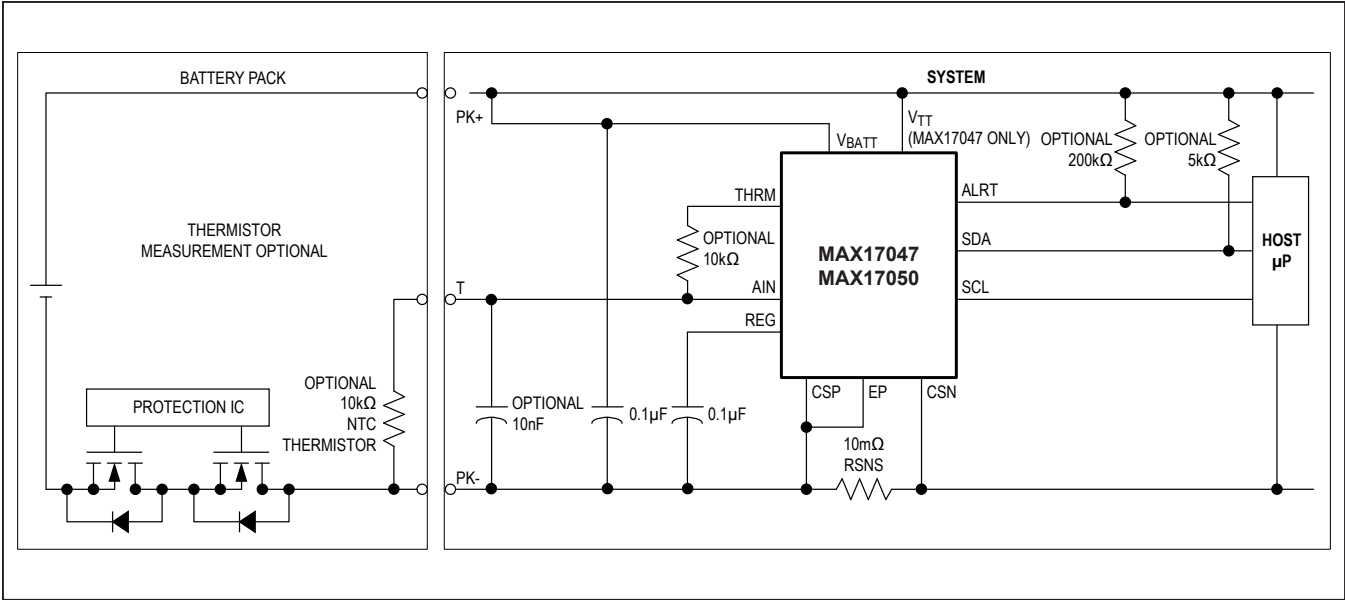 BATTERY PACK
SYSTEM
PK+
VTT
(MAX17047 ONLY)
VBATT
OPTIONAL
200kΩ
OPTIONAL
5kΩ
THRM
ALRT
THERMISTOR
MEASUREMENT OPTIONAL
OPTIONAL
10kΩ
MAX17047
MAX17050
SDA
HOST
µP
T
AIN
SCL
REG
OPTIONAL
10kΩ
NTC
THERMISTOR
PROTECTION IC
OPTIONAL
10nF
0.1µF
0.1µF
CSP
EP
CSN
10mΩ
RSNS
PK-